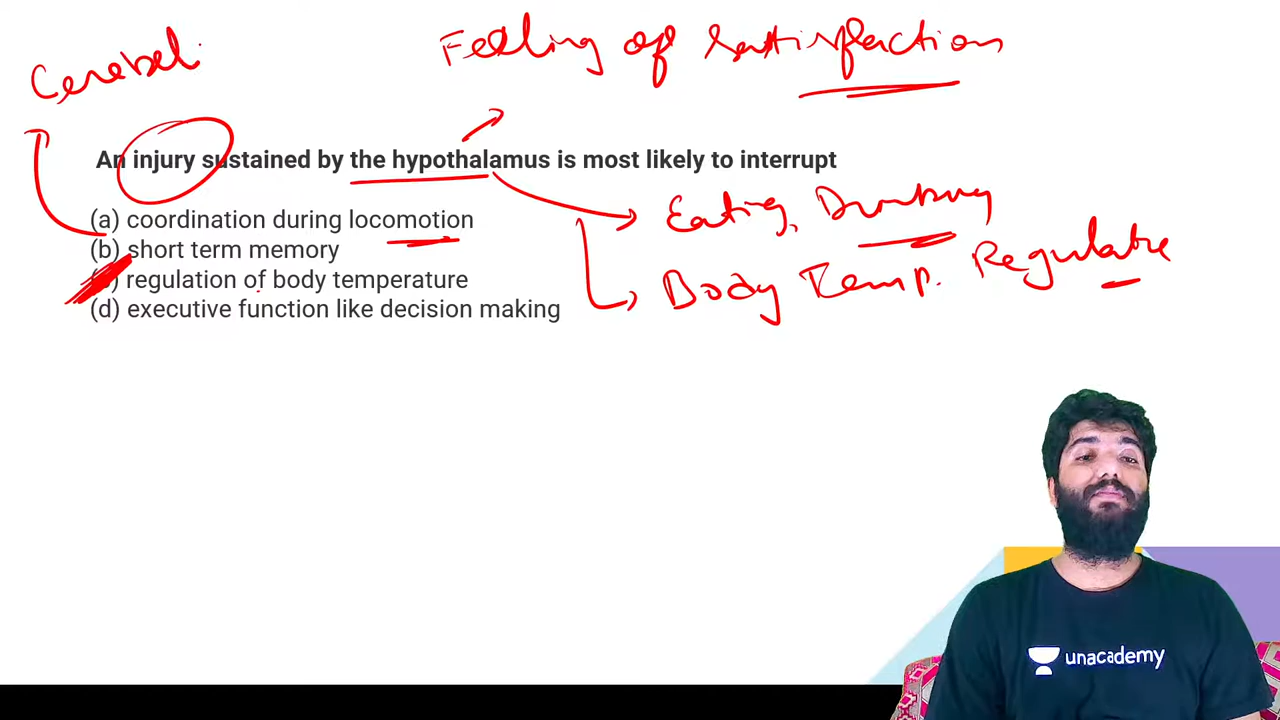 Feeling of Satisfaction
Cerebel
An injury sustained by the hypothalamus is most likely to interrupt
Eating, Drinking
(a) coordination during locomotion
(b) short term memory
Body Temp. Regulate
) regulation of body temperature
(d) executive function like decision making
unacademy